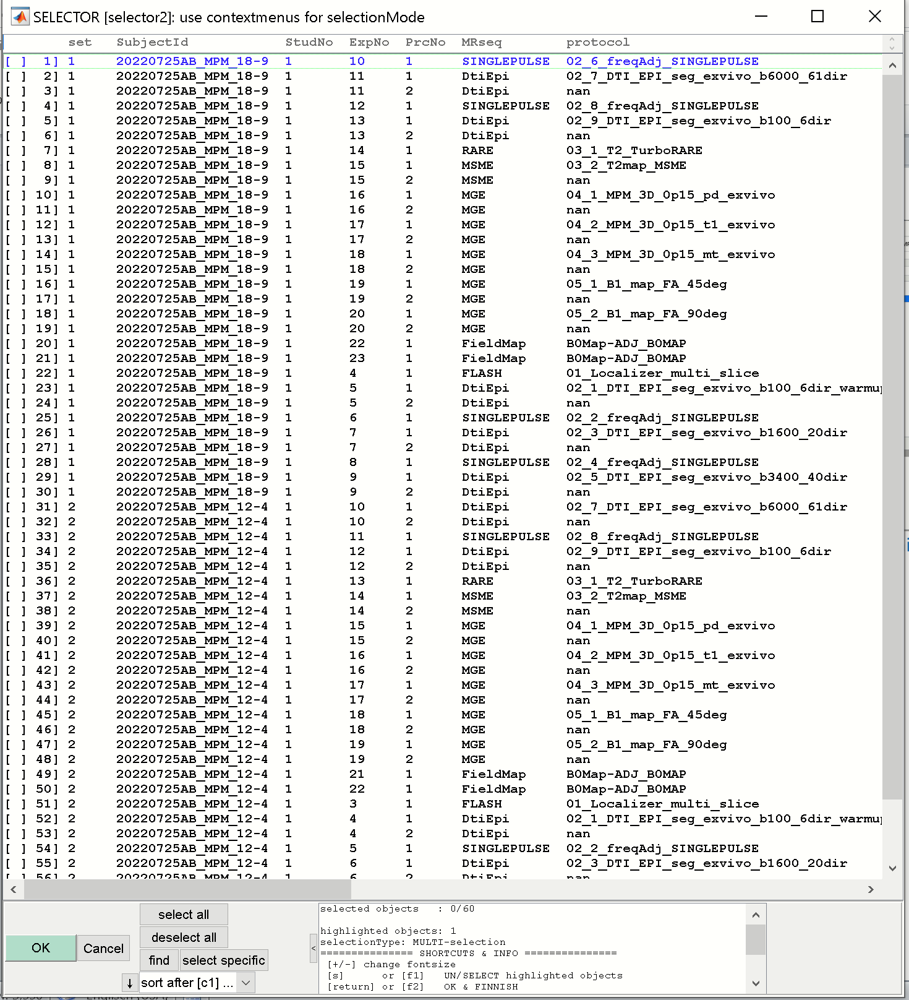 SELECTOR [selector2]: use contextmenus for selectionMode
set SubjectId StudNo ExpNo PrcNo MRseq protocol
[ ] 1] 1 20220725AB_MPM_18-9 1 10 1 SINGLEPULSE 02_6_freqAdj_SINGLEPULSE
[ ] 2] 1 20220725AB_MPM_18-9 1 11 1 DtiEpi 02_7_DTI_EPI_seg_exvivo_b6000_61dir
[ ] 3] 1 20220725AB_MPM_18-9 1 11 2 DtiEpi nan
[ ] 4] 1 20220725AB_MPM_18-9 1 12 1 SINGLEPULSE 02_8_freqAdj_SINGLEPULSE
[ ] 5] 1 20220725AB_MPM_18-9 1 13 1 DtiEpi 02_9_DTI_EPI_seg_exvivo_b100_6dir
[ ] 6] 1 20220725AB_MPM_18-9 1 13 2 DtiEpi nan
[ ] 7] 1 20220725AB_MPM_18-9 1 14 1 RARE 03_1_T2_TurboRARE
[ ] 8] 1 20220725AB_MPM_18-9 1 15 1 MSME 03_2_T2map_MSME
[ ] 9] 1 20220725AB_MPM_18-9 1 15 2 MSME nan
[ ] 10] 1 20220725AB_MPM_18-9 1 16 1 MGE 04_1_MPM_3D_0p15_pd_exvivo
[ ] 11] 1 20220725AB_MPM_18-9 1 16 2 MGE nan
[ ] 12] 1 20220725AB_MPM_18-9 1 17 1 MGE 04_2_MPM_3D_0p15_t1_exvivo
[ ] 13] 1 20220725AB_MPM_18-9 1 17 2 MGE nan
[ ] 14] 1 20220725AB_MPM_18-9 1 18 1 MGE 04_3_MPM_3D_0p15_mt_exvivo
[ ] 15] 1 20220725AB_MPM_18-9 1 18 2 MGE nan
[ ] 16] 1 20220725AB_MPM_18-9 1 19 1 MGE 05_1_B1_map_FA_45deg
[ ] 17] 1 20220725AB_MPM_18-9 1 19 2 MGE nan
[ ] 18] 1 20220725AB_MPM_18-9 1 20 1 MGE 05_2_B1_map_FA_90deg
[ ] 19] 1 20220725AB_MPM_18-9 1 20 2 MGE nan
[ ] 20] 1 20220725AB_MPM_18-9 1 22 1 FieldMap B0Map-ADJ_B0MAP
[ ] 21] 1 20220725AB_MPM_18-9 1 23 1 FieldMap B0Map-ADJ_B0MAP
[ ] 22] 1 20220725AB_MPM_18-9 1 4 1 FLASH 01_Localizer_multi_slice
[ ] 23] 1 20220725AB_MPM_18-9 1 5 1 DtiEpi 02_1_DTI_EPI_seg_exvivo_b100_6dir_warmup
[ ] 24] 1 20220725AB_MPM_18-9 1 5 2 DtiEpi nan
[ ] 25] 1 20220725AB_MPM_18-9 1 6 1 SINGLEPULSE 02_2_freqAdj_SINGLEPULSE
[ ] 26] 1 20220725AB_MPM_18-9 1 7 1 DtiEpi 02_3_DTI_EPI_seg_exvivo_b1600_20dir
[ ] 27] 1 20220725AB_MPM_18-9 1 7 2 DtiEpi nan
[ ] 28] 1 20220725AB_MPM_18-9 1 8 1 SINGLEPULSE 02_4_freqAdj_SINGLEPULSE
[ ] 29] 1 20220725AB_MPM_18-9 1 9 1 DtiEpi 02_5_DTI_EPI_seg_exvivo_b3400_40dir
[ ] 30] 1 20220725AB_MPM_18-9 1 9 2 DtiEpi nan
[ ] 31] 2 20220725AB_MPM_12-4 1 10 1 DtiEpi 02_7_DTI_EPI_seg_exvivo_b6000_61dir
[ ] 32] 2 20220725AB_MPM_12-4 1 10 2 DtiEpi nan
[ ] 33] 2 20220725AB_MPM_12-4 1 11 1 SINGLEPULSE 02_8_freqAdj_SINGLEPULSE
[ ] 34] 2 20220725AB_MPM_12-4 1 12 1 DtiEpi 02_9_DTI_EPI_seg_exvivo_b100_6dir
[ ] 35] 2 20220725AB_MPM_12-4 1 12 2 DtiEpi nan
[ ] 36] 2 20220725AB_MPM_12-4 1 13 1 RARE 03_1_T2_TurboRARE
[ ] 37] 2 20220725AB_MPM_12-4 1 14 1 MSME 03_2_T2map_MSME
[ ] 38] 2 20220725AB_MPM_12-4 1 14 2 MSME nan
[ ] 39] 2 20220725AB_MPM_12-4 1 15 1 MGE 04_1_MPM_3D_0p15_pd_exvivo
[ ] 40] 2 20220725AB_MPM_12-4 1 15 2 MGE nan
[ ] 41] 2 20220725AB_MPM_12-4 1 16 1 MGE 04_2_MPM_3D_0p15_t1_exvivo
[ ] 42] 2 20220725AB_MPM_12-4 1 16 2 MGE nan
[ ] 43] 2 20220725AB_MPM_12-4 1 17 1 MGE 04_3_MPM_3D_0p15_mt_exvivo
[ ] 44] 2 20220725AB_MPM_12-4 1 17 2 MGE nan
[ ] 45] 2 20220725AB_MPM_12-4 1 18 1 MGE 05_1_B1_map_FA_45deg
[ ] 46] 2 20220725AB_MPM_12-4 1 18 2 MGE nan
[ ] 47] 2 20220725AB_MPM_12-4 1 19 1 MGE 05_2_B1_map_FA_90deg
[ ] 48] 2 20220725AB_MPM_12-4 1 19 2 MGE nan
[ ] 49] 2 20220725AB_MPM_12-4 1 21 1 FieldMap B0Map-ADJ_B0MAP
[ ] 50] 2 20220725AB_MPM_12-4 1 22 1 FieldMap B0Map-ADJ_B0MAP
[ ] 51] 2 20220725AB_MPM_12-4 1 3 1 FLASH 01_Localizer_multi_slice
[ ] 52] 2 20220725AB_MPM_12-4 1 4 1 DtiEpi 02_1_DTI_EPI_seg_exvivo_b100_6dir_warmup
[ ] 53] 2 20220725AB_MPM_12-4 1 4 2 DtiEpi nan
[ ] 54] 2 20220725AB_MPM_12-4 1 5 1 SINGLEPULSE 02_2_freqAdj_SINGLEPULSE
[ ] 55] 2 20220725AB_MPM_12-4 1 6 1 DtiEpi 02_3_DTI_EPI_seg_exvivo_b1600_20dir
[ ] 56] 2 20220725AB_MPM_12-4 1 6 2 DtiEpi nan
select all
deselect all
OK Cancel
find select specific
↓ sort after [c1] ...
<
selected objects : 0/60
highlighted objects: 1
selectionType: MULTI-selection
=============== SHORTCUTS & INFO ===============
[+/-] change fontsize
[s] or [f1] UN/SELECT highlighted objects
[return] or [f2] OK & FINNISH